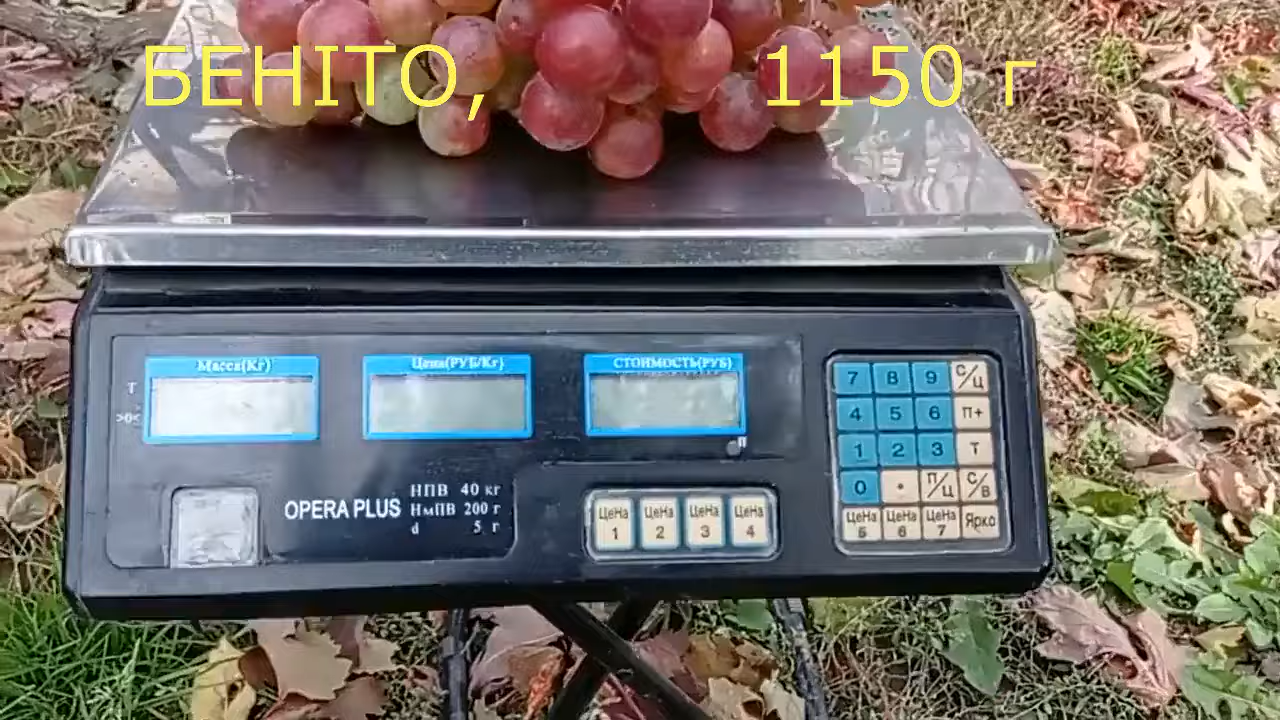 БЕНІТО, 1150 г
Масса(Кг) Цена(РУБ/Кг) СТОИМОСТЬ(РУБ)
Т
>0<
П
7 8 9 С/Ц
4 5 6 П+
1 2 3 Т
0 . П/Ц С/В
Цена 5 Цена 6 Цена 7 Ярко
OPERA PLUS
НПВ 40 кг
НмПВ 200 г
d 5 г
Цена 1 Цена 2 Цена 3 Цена 4